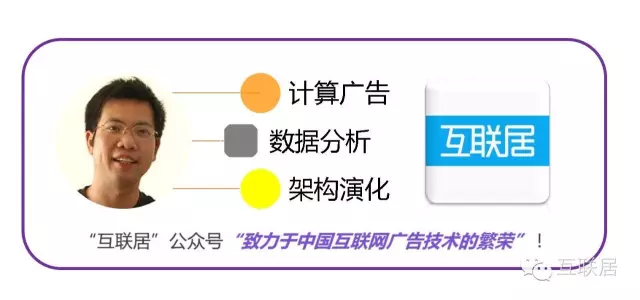 计算广告
数据分析
架构演化
互联居
“互联居”公众号“致力于中国互联网广告技术的繁荣”！
互联居